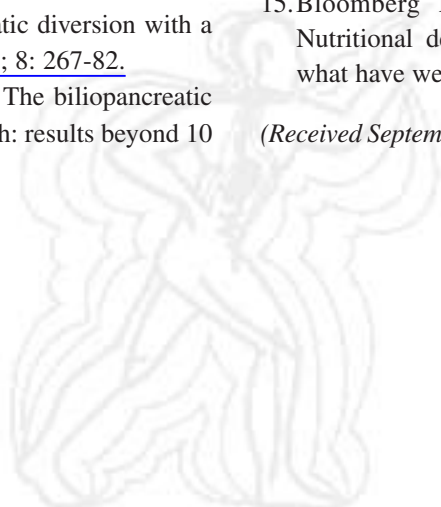 atic diversion with a
; 8: 267-82.
The biliopancreatic
h: results beyond 10
15. Bloomberg
Nutritional
what have we
(Received Septem